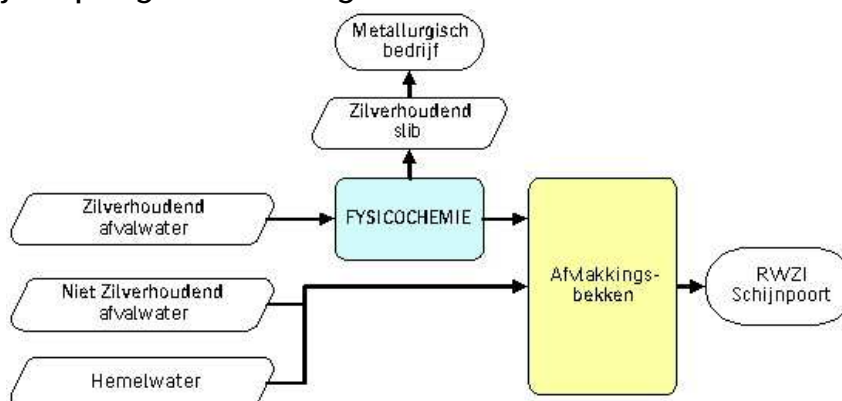 Metallurgisch
bedrijf
Zilverhoudend
slib
Zilverhoudend
afvalwater
FYSICOCHEMIE
Niet Zilverhoudend
afvalwater
Afvlakkings-
bekken
RWZI
Schijnpoort
Hemelwater